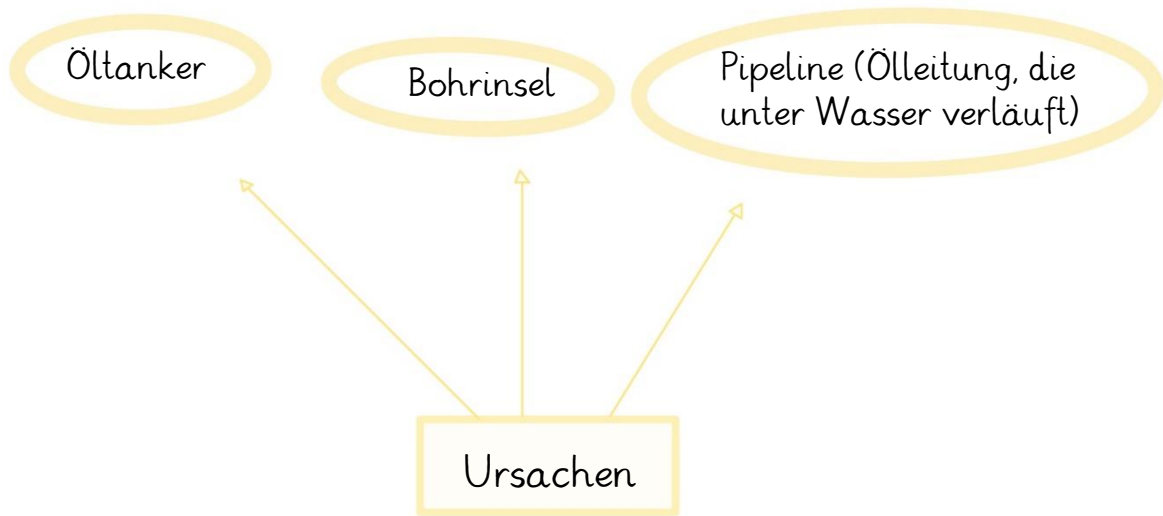 Öltanker
Bohrinsel
Pipeline (Ölleitung, die
unter Wasser verläuft)
Ursachen